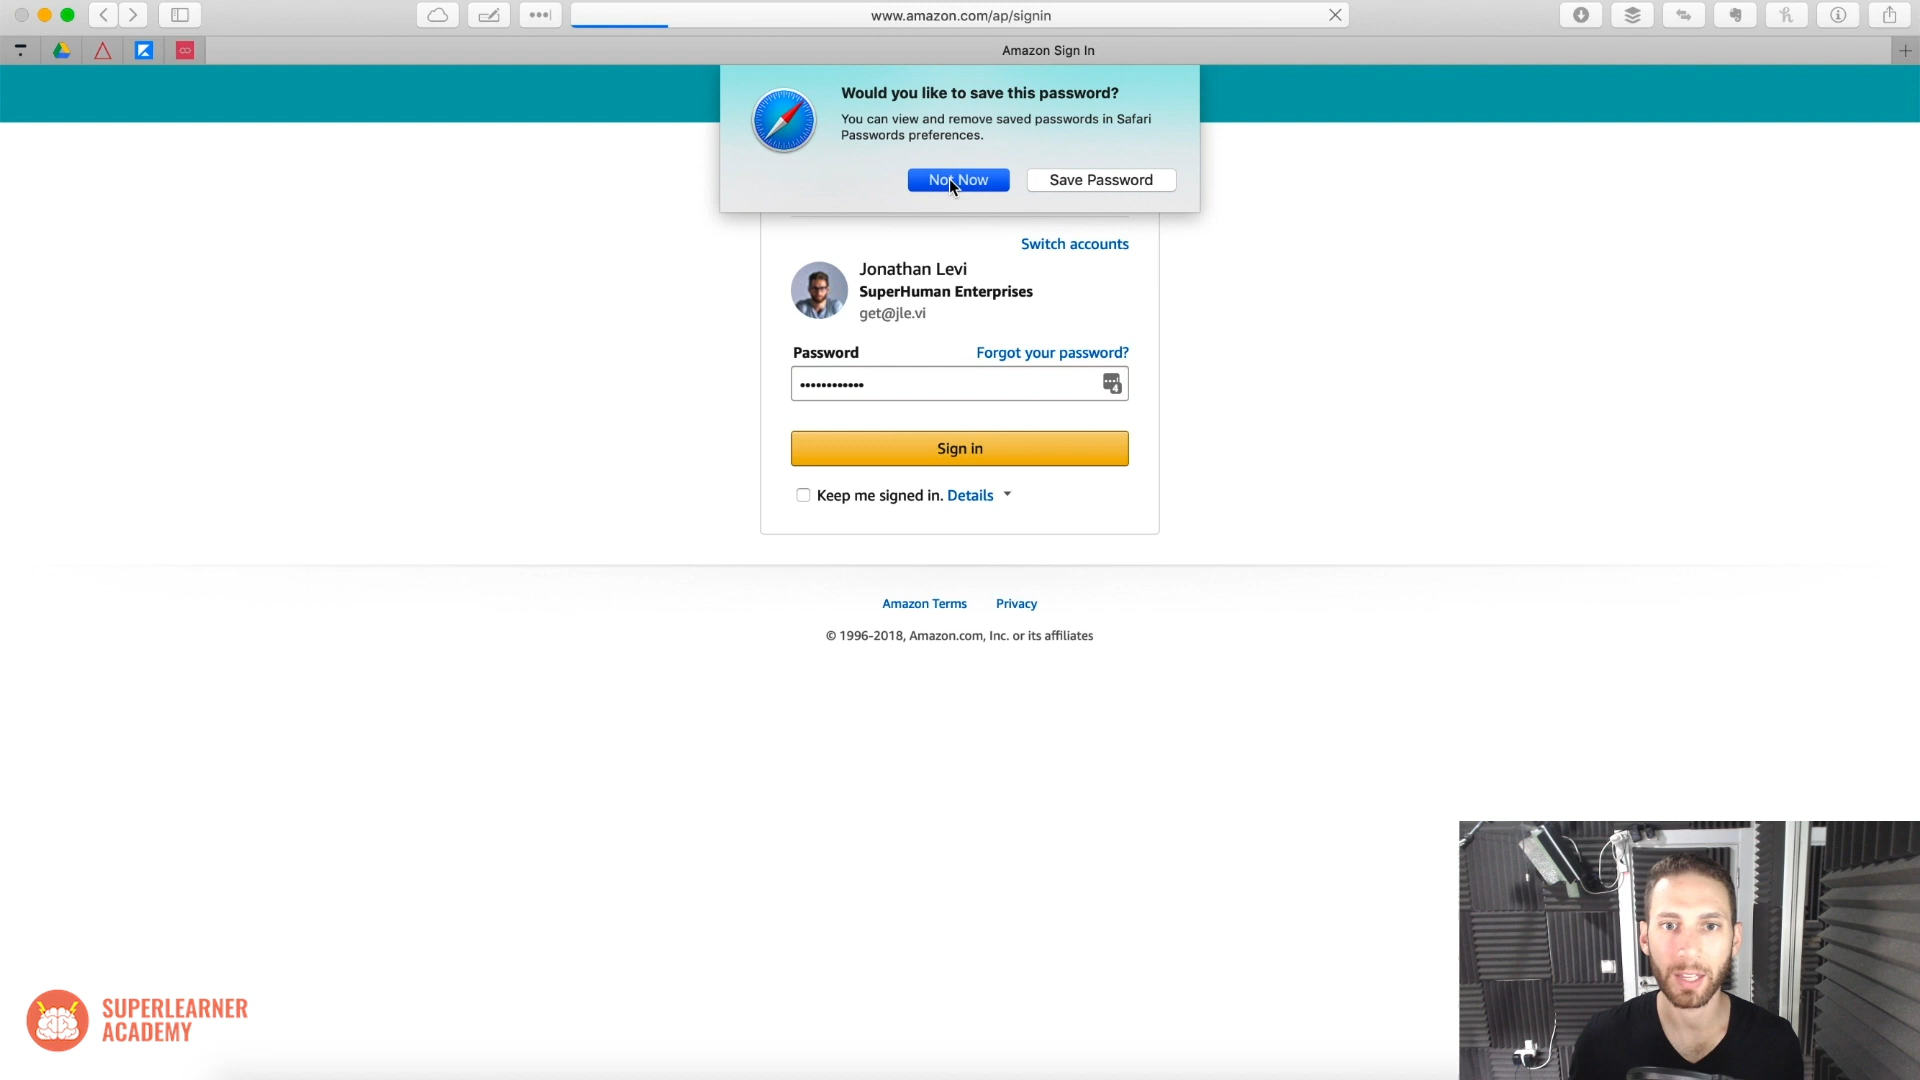 www.amazon.com/ap/signin
Amazon Sign In
Would you like to save this password?
You can view and remove saved passwords in Safari
Passwords preferences.
Not Now
Save Password
Switch accounts
Jonathan Levi
SuperHuman Enterprises
get@jle.vi
Password
Forgot your password?
4
Sign in
Keep me signed in. Details
Amazon Terms
Privacy
© 1996-2018, Amazon.com, Inc. or its affiliates
SUPERLEARNER
ACADEMY